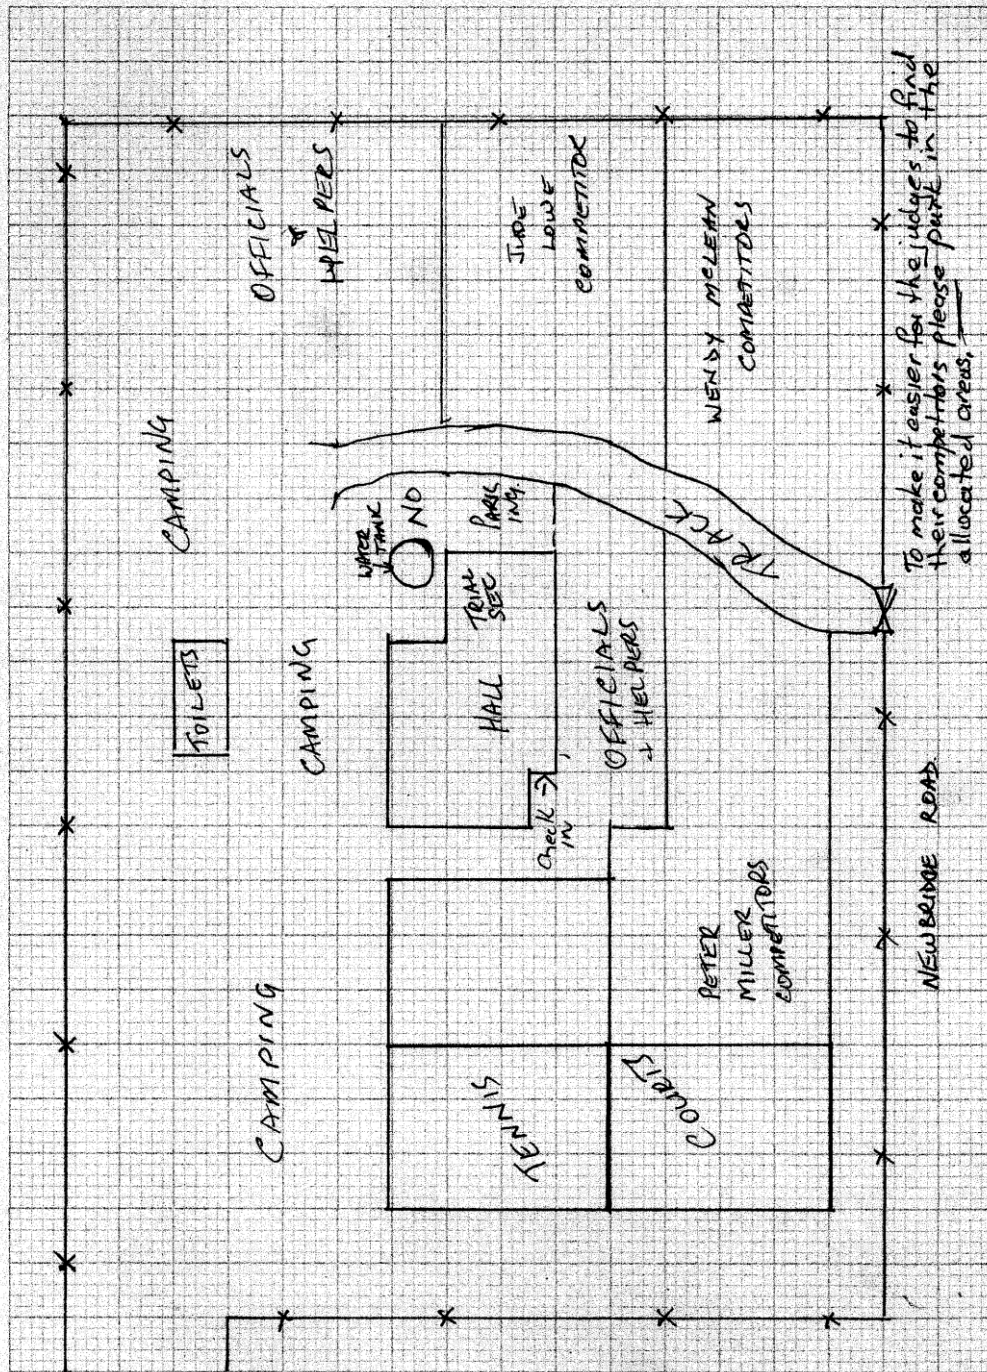 CAMPING
CAMPING
CAMPING
TOILETS
OFFICIALS
&
HELPERS
WATER
TANK
NO
PARK
ING.
TRIAL
SEC
HALL
Check
IN
TENNIS
COURTS
OFFICIALS
+ HELPERS
TRACK
JUDE
LOWE
COMPETITOR
WENDY MCLEAN
COMPETITORS
PETER
MILLER
COMPETITORS
NEWBRIDGE ROAD.
To make it easier for the judges to find
their competitors please park in the
allocated areas.